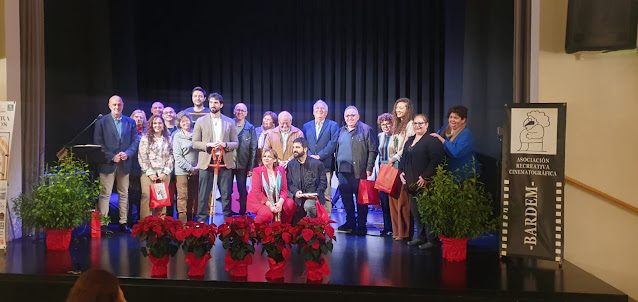 ASOCIACIÓN
RECREATIVA
CINEMATOGRÁFICA
-BARDEM-